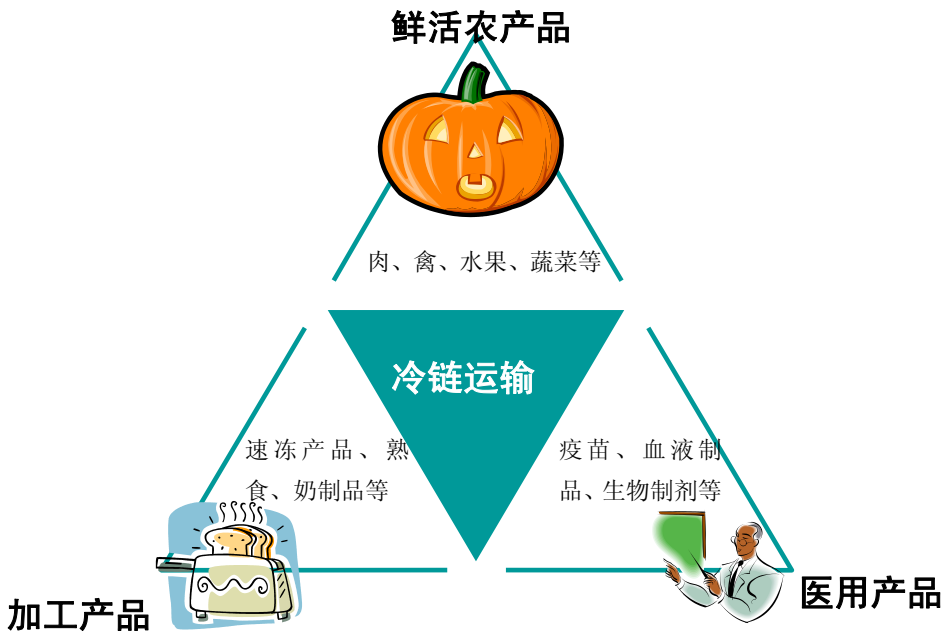 鲜活农产品
肉、禽、水果、蔬菜等
冷链运输
速冻产品、熟
食、奶制品等
疫苗、血液制
品、生物制剂等
加工产品
医用产品